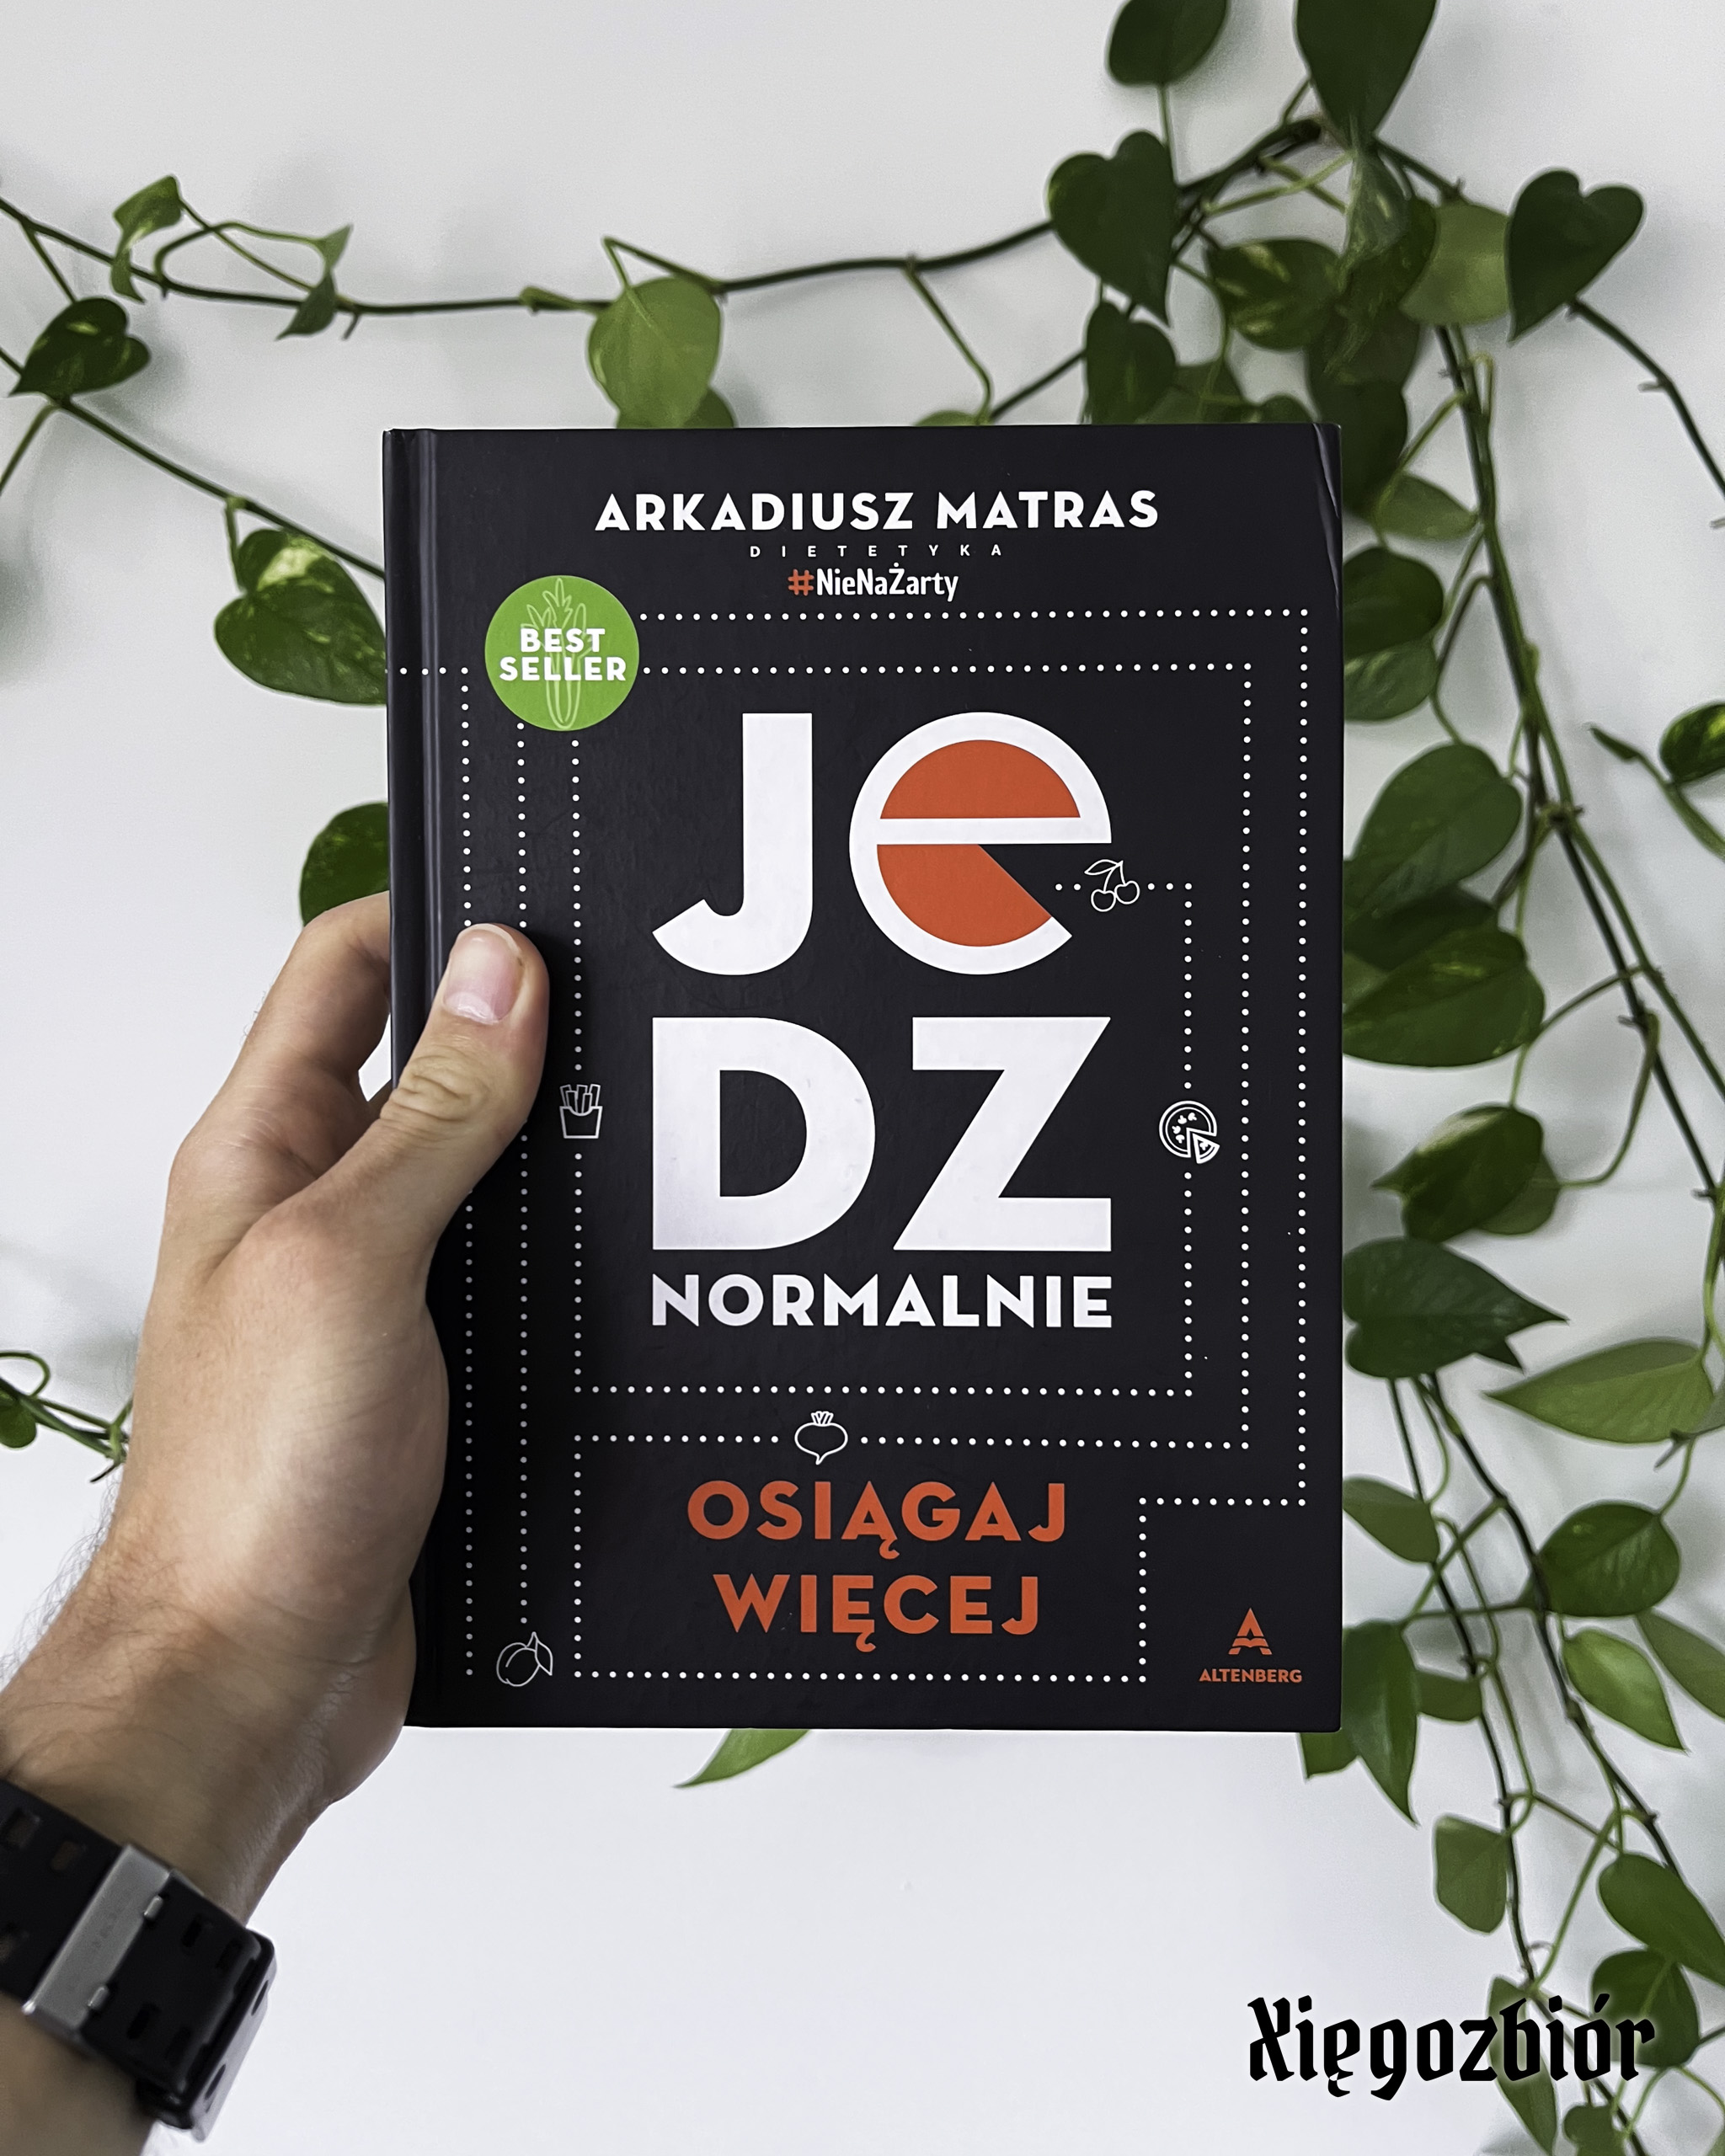 ARKADIUSZ MATRAS
DIETETYKA
#NieNaŻarty
BEST
SELLER
Je
DZ
NORMALNIE
OSIĄGAJ
WIĘCEJ
ALTENBERG
Xięgozbiór